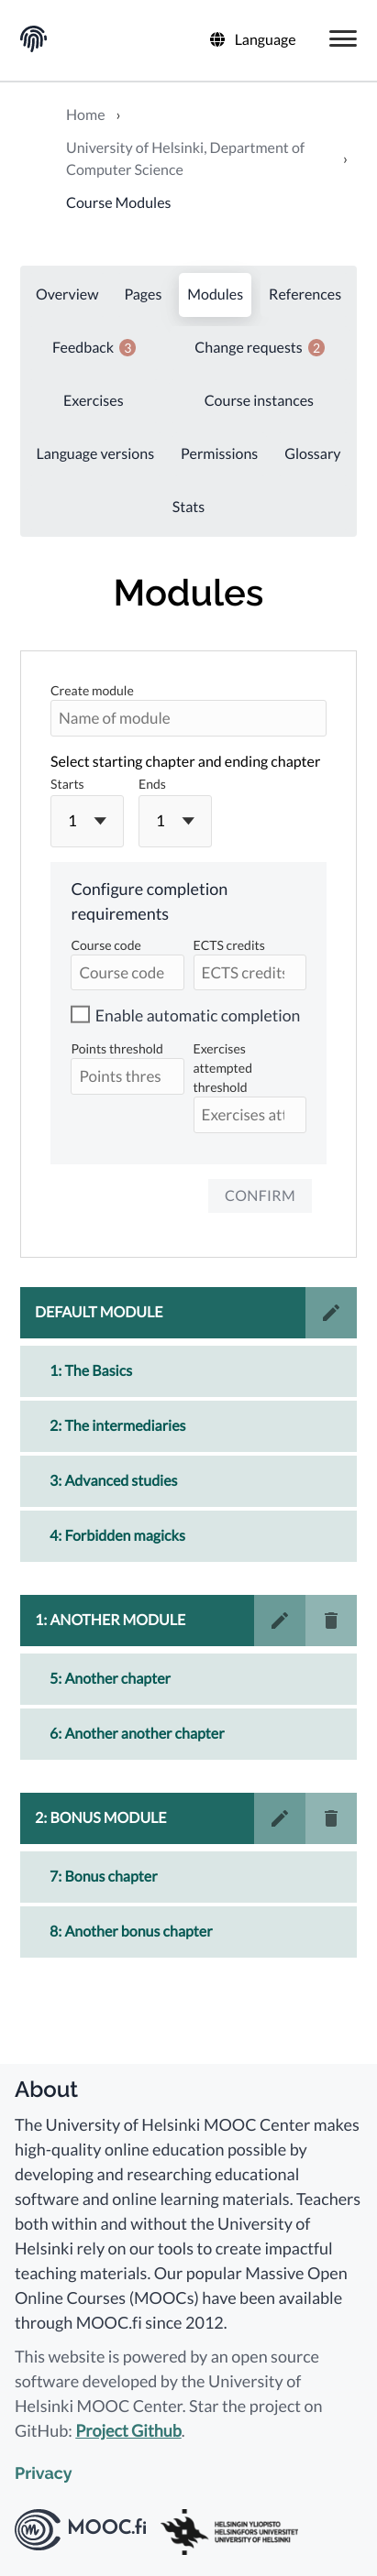 Language
Home ›
University of Helsinki, Department of
Computer Science ›
Course Modules
Overview Pages Modules References
Feedback 3 Change requests 2
Exercises Course instances
Language versions Permissions Glossary
Stats
Modules
Create module
Name of module
Select starting chapter and ending chapter
Starts Ends
1 1
Configure completion
requirements
Course code ECTS credits
Course code ECTS credits
Enable automatic completion
Points threshold Exercises
attempted
threshold
Points thres
Exercises att
CONFIRM
DEFAULT MODULE
1: The Basics
2: The intermediaries
3: Advanced studies
4: Forbidden magicks
1: ANOTHER MODULE
5: Another chapter
6: Another another chapter
2: BONUS MODULE
7: Bonus chapter
8: Another bonus chapter
About
The University of Helsinki MOOC Center makes
high-quality online education possible by
developing and researching educational
software and online learning materials. Teachers
both within and without the University of
Helsinki rely on our tools to create impactful
teaching materials. Our popular Massive Open
Online Courses (MOOCs) have been available
through MOOC.fi since 2012.
This website is powered by an open source
software developed by the University of
Helsinki MOOC Center. Star the project on
GitHub: Project Github.
Privacy
MOOC.fi
HELSINGIN YLIOPISTO
HELSINGFORS UNIVERSITET
UNIVERSITY OF HELSINKI